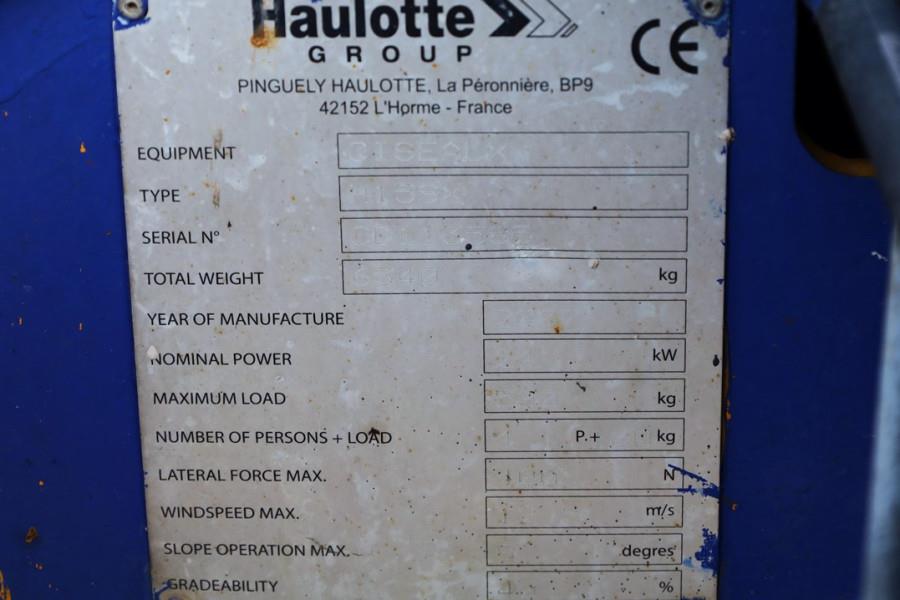 Haulotte
GROUP
CE
PINGUELY HAULOTTE, La Péronnière, BP9
42152 L'Horme - France
EQUIPMENT
TYPE
SERIAL N°
TOTAL WEIGHT kg
YEAR OF MANUFACTURE
NOMINAL POWER kW
MAXIMUM LOAD kg
NUMBER OF PERSONS + LOAD P.+ kg
LATERAL FORCE MAX. N
WINDSPEED MAX. m/s
SLOPE OPERATION MAX. degres
GRADEABILITY %